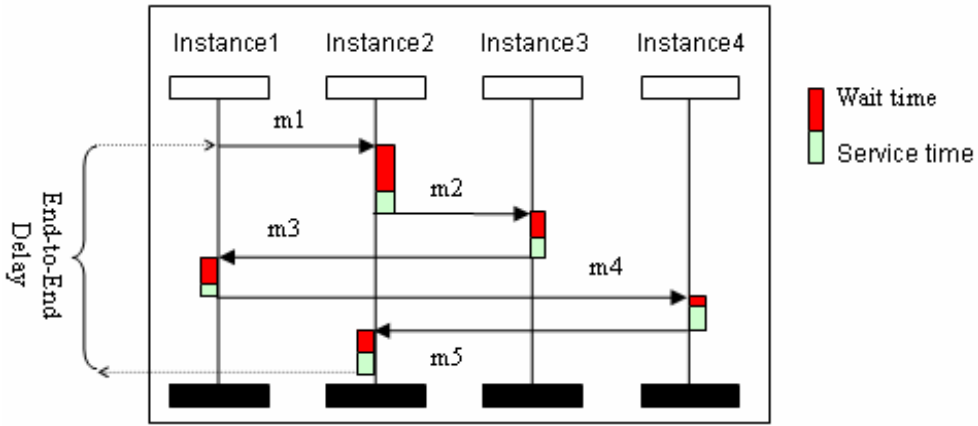 Instance1
Instance2
Instance3
Instance4
Wait time
Service time
m1
m2
m3
m4
m5
End-to-End
Delay